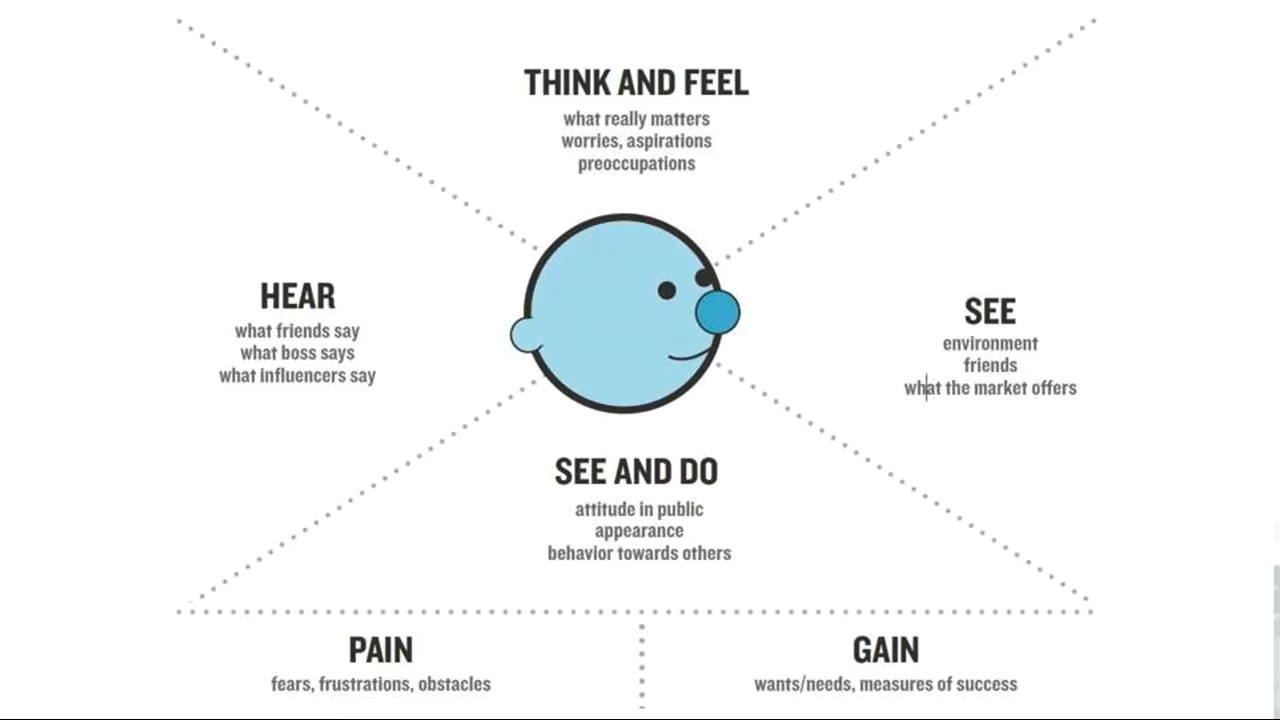 THINK AND FEEL
what really matters
worries, aspirations
preoccupations
HEAR
what friends say
what boss says
what influencers say
SEE
environment
friends
what the market offers
SEE AND DO
attitude in public
appearance
behavior towards others
PAIN
fears, frustrations, obstacles
GAIN
wants/needs, measures of success